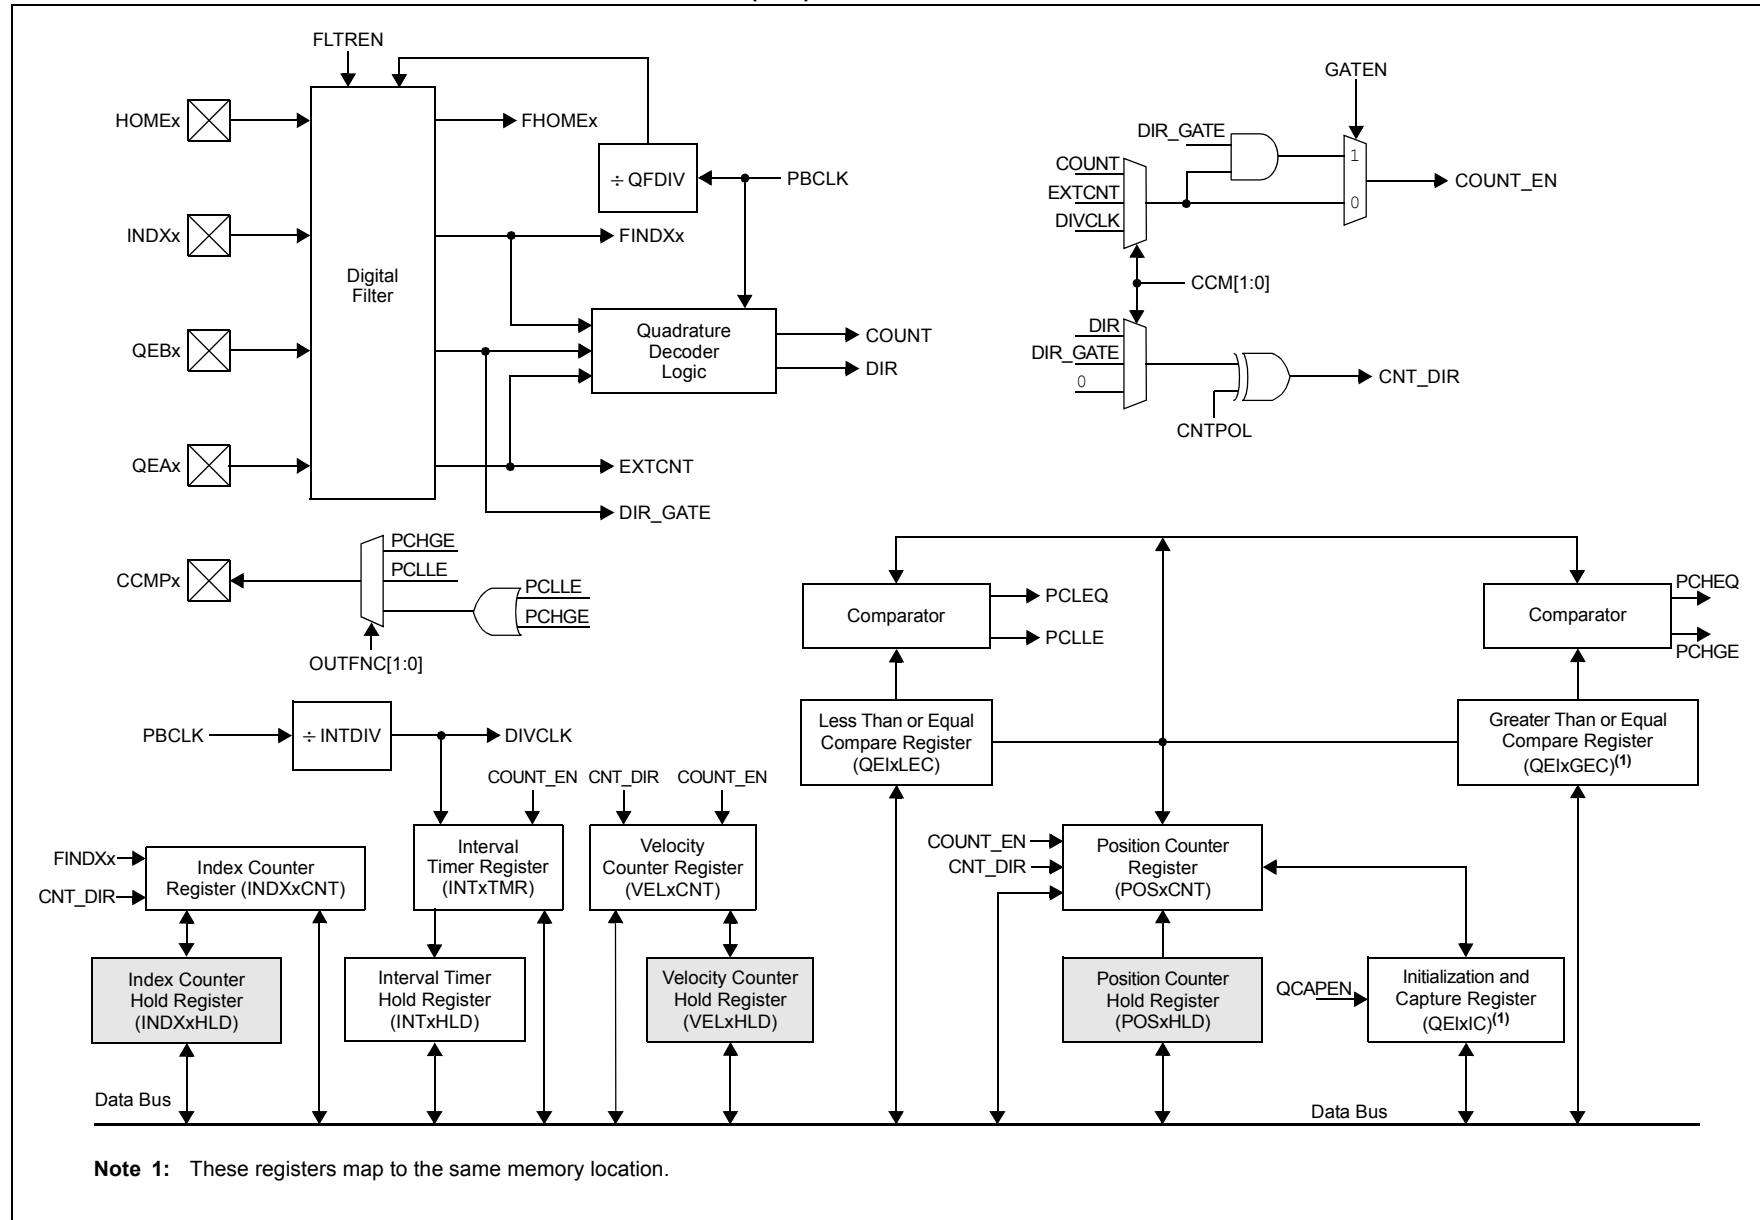 FLTREN
HOMEx
FHOMEx
÷ QFDIV
PBCLK
INDXx
FINDXx
Digital
Filter
QEBx
Quadrature
Decoder
Logic
COUNT
DIR
QEAx
EXTCNT
DIR_GATE
GATEN
DIR_GATE
COUNT
EXTCNT
DIVCLK
1
0
COUNT_EN
CCM[1:0]
DIR
DIR_GATE
0
CNT_DIR
CNTPOL
CCMPx
PCHGE
PCLLE
PCLLE
PCHGE
OUTFNC[1:0]
Comparator
PCLEQ
PCLLE
Comparator
PCHEQ
PCHGE
PBCLK
÷ INTDIV
DIVCLK
Less Than or Equal
Compare Register
(QEIxLEC)
Greater Than or Equal
Compare Register
(QEIxGEC)(1)
COUNT_EN
CNT_DIR
COUNT_EN
FINDXx
CNT_DIR
Index Counter
Register (INDXxCNT)
Interval
Timer Register
(INTxTMR)
Velocity
Counter Register
(VELxCNT)
COUNT_EN
CNT_DIR
Position Counter
Register
(POSxCNT)
Index Counter
Hold Register
(INDXxHLD)
Interval Timer
Hold Register
(INTxHLD)
Velocity Counter
Hold Register
(VELxHLD)
Position Counter
Hold Register
(POSxHLD)
QCAPEN
Initialization and
Capture Register
(QEIxIC)(1)
Data Bus
Data Bus
Note 1: These registers map to the same memory location.